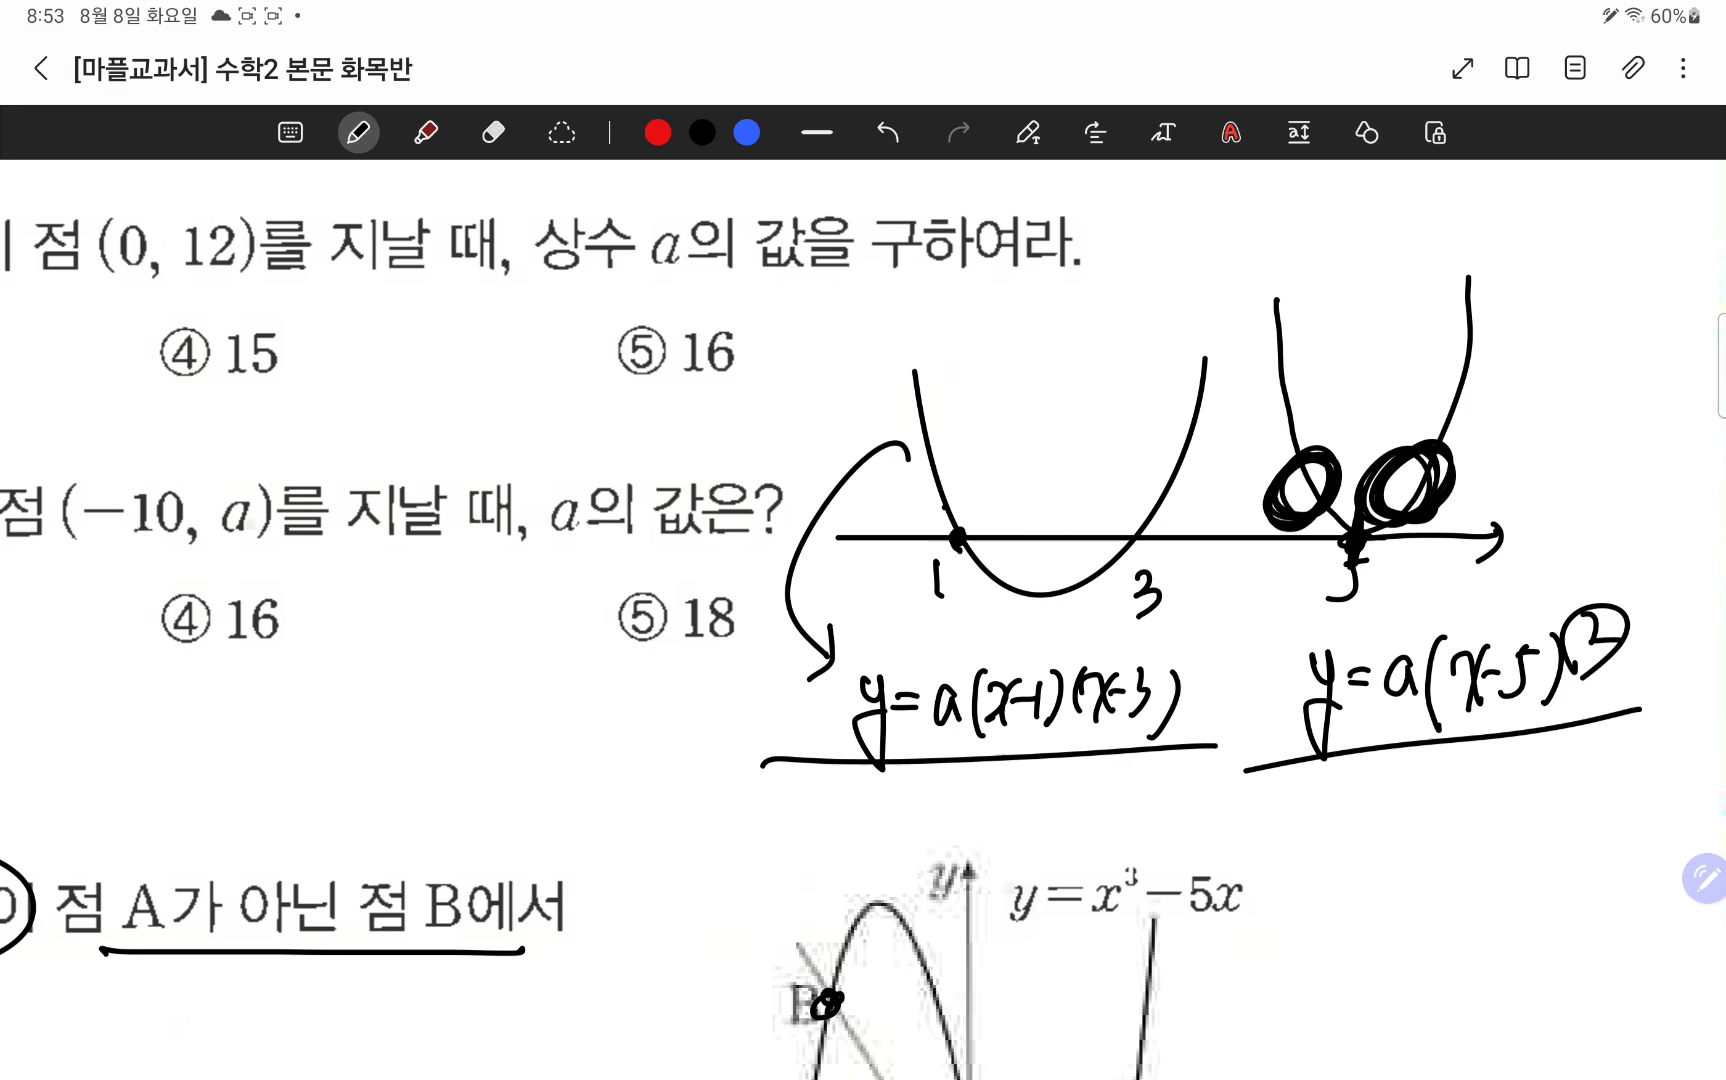 8:53 8월 8일 화요일
60%
[마플교과서] 수학2 본문 화목반
점 (0, 12)를 지날 때, 상수 a의 값을 구하여라.
④ 15 ⑤ 16
점 (−10, a)를 지날 때, a의 값은?
④ 16 ⑤ 18
1 3 5
y=a(x-1)(x-3)
y=a(x-5)²
점 A가 아닌 점 B에서
y
y=x³−5x
B